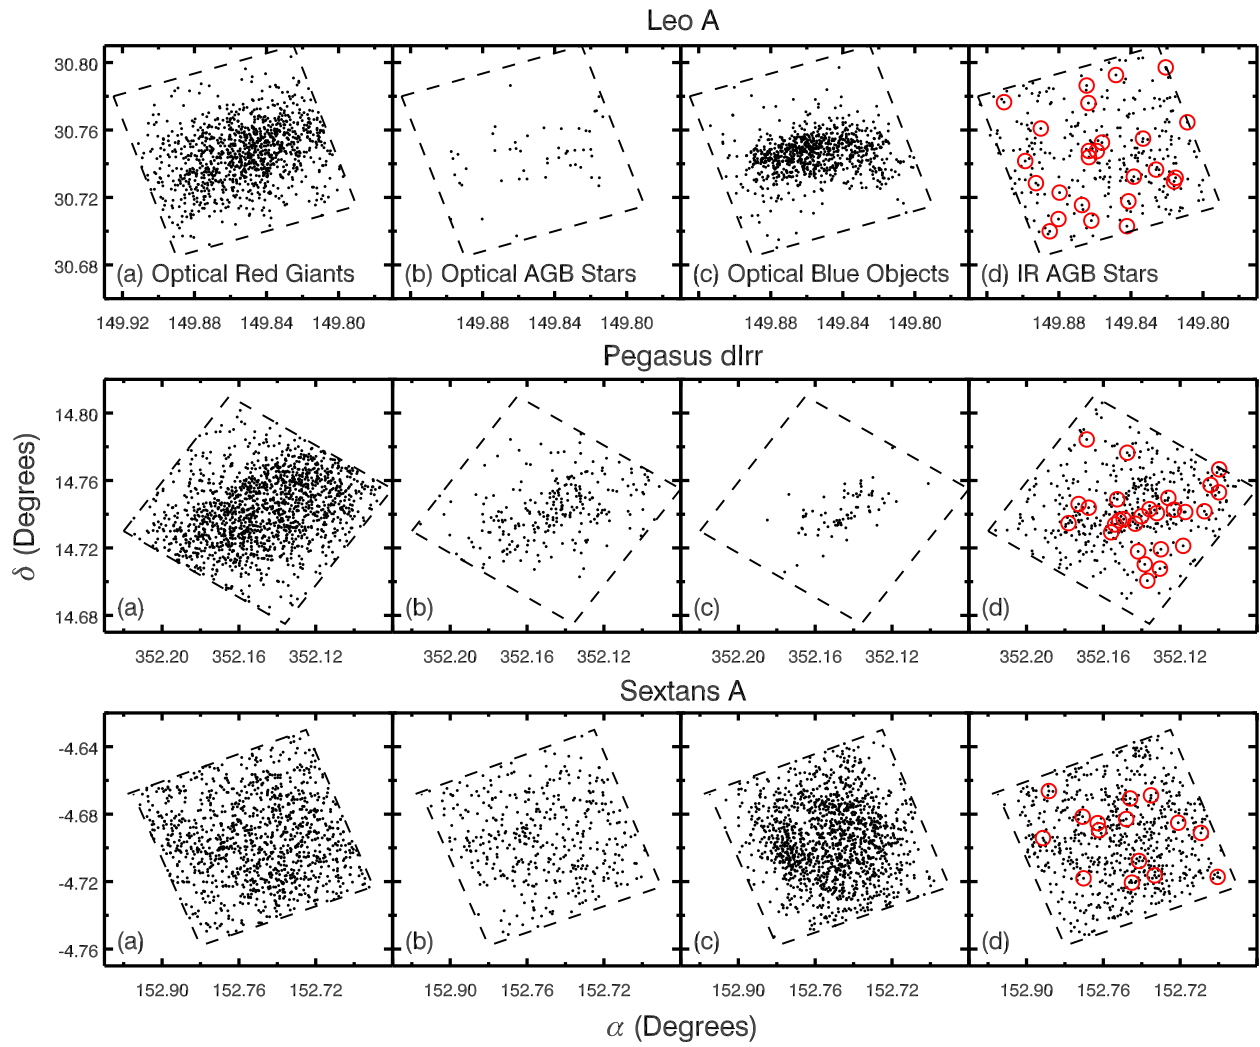 Leo A
30.80
30.76
30.72
30.68
(a) Optical Red Giants
(b) Optical AGB Stars
(c) Optical Blue Objects
(d) IR AGB Stars
149.92 149.88 149.84 149.80
149.88 149.84 149.80
149.88 149.84 149.80
149.88 149.84 149.80
Pegasus dIrr
14.80
14.76
14.72
14.68
(a)
(b)
(c)
(d)
352.20 352.16 352.12
352.20 352.16 352.12
352.20 352.16 352.12
352.20 352.16 352.12
δ (Degrees)
Sextans A
-4.64
-4.68
-4.72
-4.76
(a)
(b)
(c)
(d)
152.90 152.76 152.72
152.90 152.76 152.72
152.90 152.76 152.72
152.90 152.76 152.72
α (Degrees)